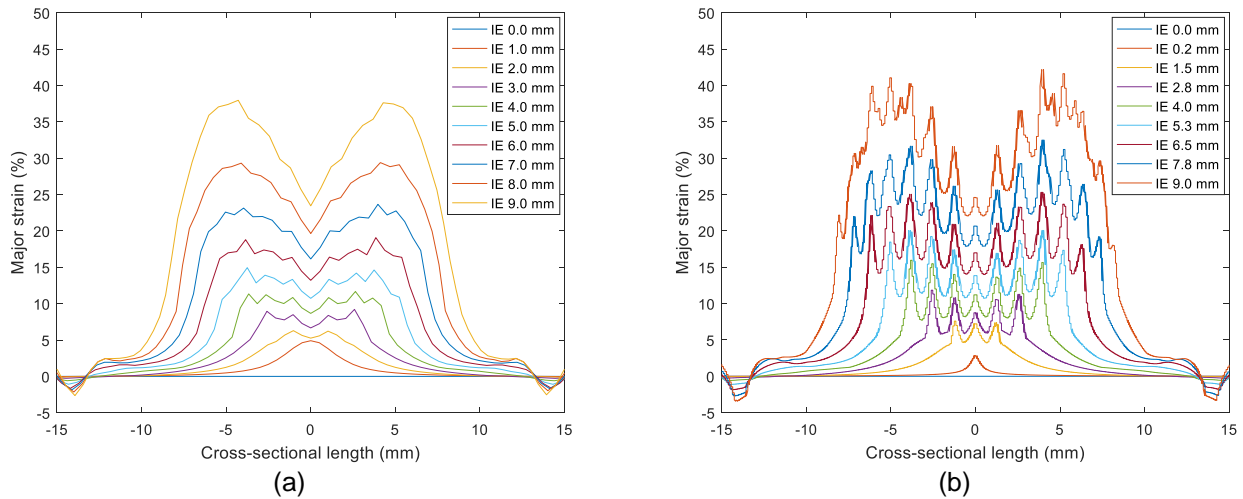 50
45
40
35
30
25
20
15
10
5
0
-5
-15
-10
-5
0
5
10
15
Major strain (%)
Cross-sectional length (mm)
IE 0.0 mm
IE 1.0 mm
IE 2.0 mm
IE 3.0 mm
IE 4.0 mm
IE 5.0 mm
IE 6.0 mm
IE 7.0 mm
IE 8.0 mm
IE 9.0 mm
(a)
50
45
40
35
30
25
20
15
10
5
0
-5
-15
-10
-5
0
5
10
15
Major strain (%)
Cross-sectional length (mm)
IE 0.0 mm
IE 0.2 mm
IE 1.5 mm
IE 2.8 mm
IE 4.0 mm
IE 5.3 mm
IE 6.5 mm
IE 7.8 mm
IE 9.0 mm
(b)